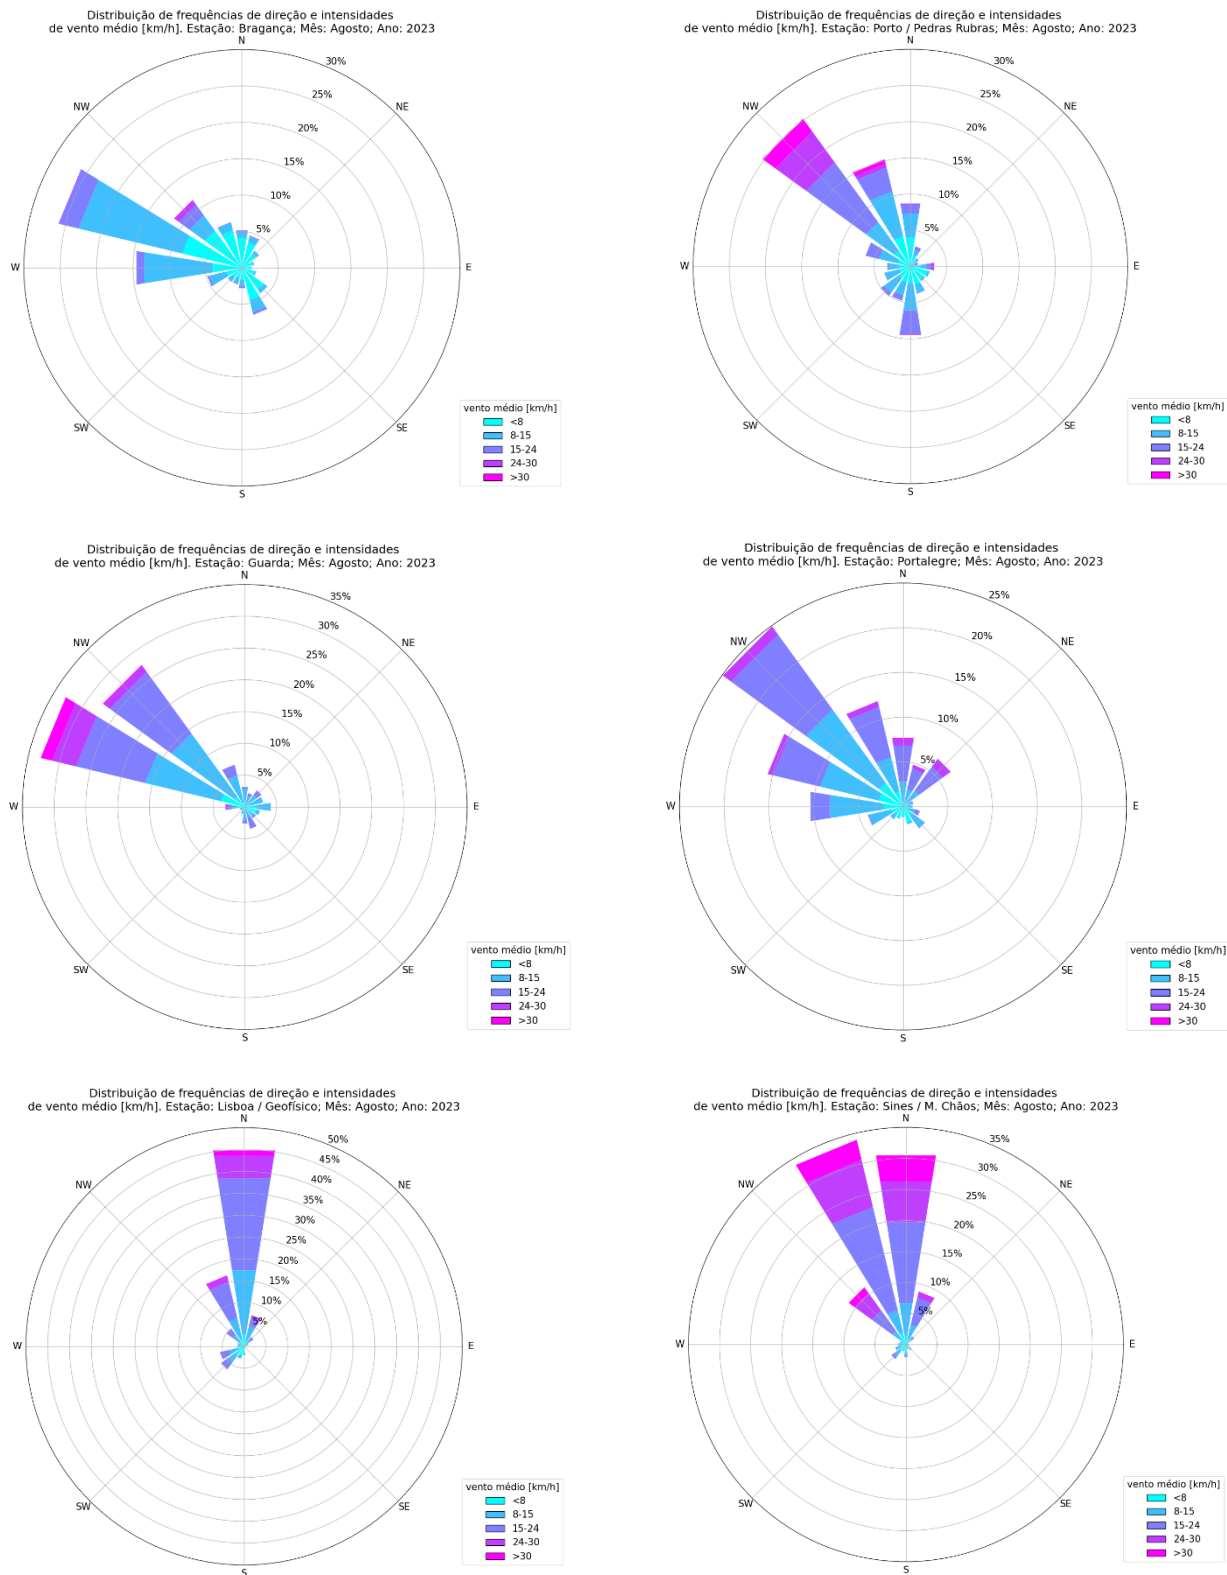 Distribuição de frequências de direção e intensidades
de vento médio [km/h]. Estação: Bragança; Mês: Agosto; Ano: 2023
N
30%
25%
20%
15%
10%
5%
NW
NE
W
E
SW
SE
S
vento médio [km/h]
<8
8-15
15-24
24-30
>30
Distribuição de frequências de direção e intensidades
de vento médio [km/h]. Estação: Porto / Pedras Rubras; Mês: Agosto; Ano: 2023
N
30%
25%
20%
15%
10%
5%
NW
NE
W
E
SW
SE
S
vento médio [km/h]
<8
8-15
15-24
24-30
>30
Distribuição de frequências de direção e intensidades
de vento médio [km/h]. Estação: Guarda; Mês: Agosto; Ano: 2023
N
35%
30%
25%
20%
15%
10%
5%
NW
NE
W
E
SW
SE
S
vento médio [km/h]
<8
8-15
15-24
24-30
>30
Distribuição de frequências de direção e intensidades
de vento médio [km/h]. Estação: Portalegre; Mês: Agosto; Ano: 2023
N
25%
20%
15%
10%
5%
NW
NE
W
E
SW
SE
S
vento médio [km/h]
<8
8-15
15-24
24-30
>30
Distribuição de frequências de direção e intensidades
de vento médio [km/h]. Estação: Lisboa / Geofísico; Mês: Agosto; Ano: 2023
N
50%
45%
40%
35%
30%
25%
20%
15%
10%
5%
NW
NE
W
E
SW
SE
S
vento médio [km/h]
<8
8-15
15-24
24-30
>30
Distribuição de frequências de direção e intensidades
de vento médio [km/h]. Estação: Sines / M. Chãos; Mês: Agosto; Ano: 2023
N
35%
30%
25%
20%
15%
10%
5%
NW
NE
W
E
SW
SE
S
vento médio [km/h]
<8
8-15
15-24
24-30
>30